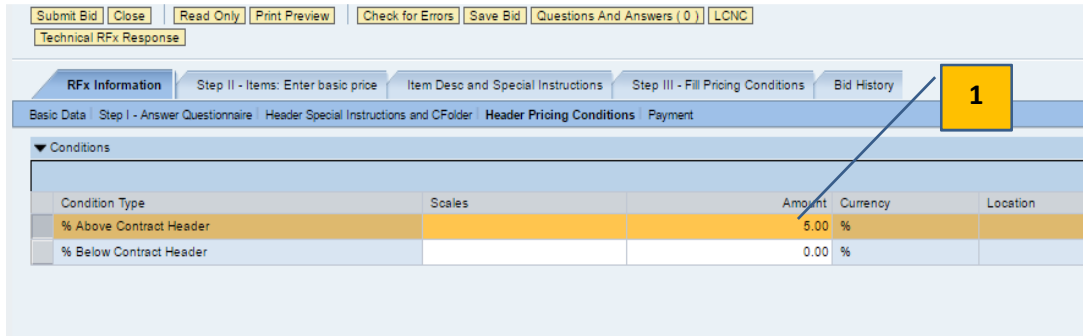 Submit Bid Close Read Only Print Preview Check for Errors Save Bid Questions And Answers ( 0 ) LCNC
Technical RFx Response
RFx Information Step II - Items: Enter basic price Item Desc and Special Instructions Step III - Fill Pricing Conditions Bid History
1
Basic Data Step I - Answer Questionnaire Header Special Instructions and CFolder Header Pricing Conditions Payment
Conditions
Condition Type Scales Amount Currency Location
% Above Contract Header 5.00 %
% Below Contract Header 0.00 %